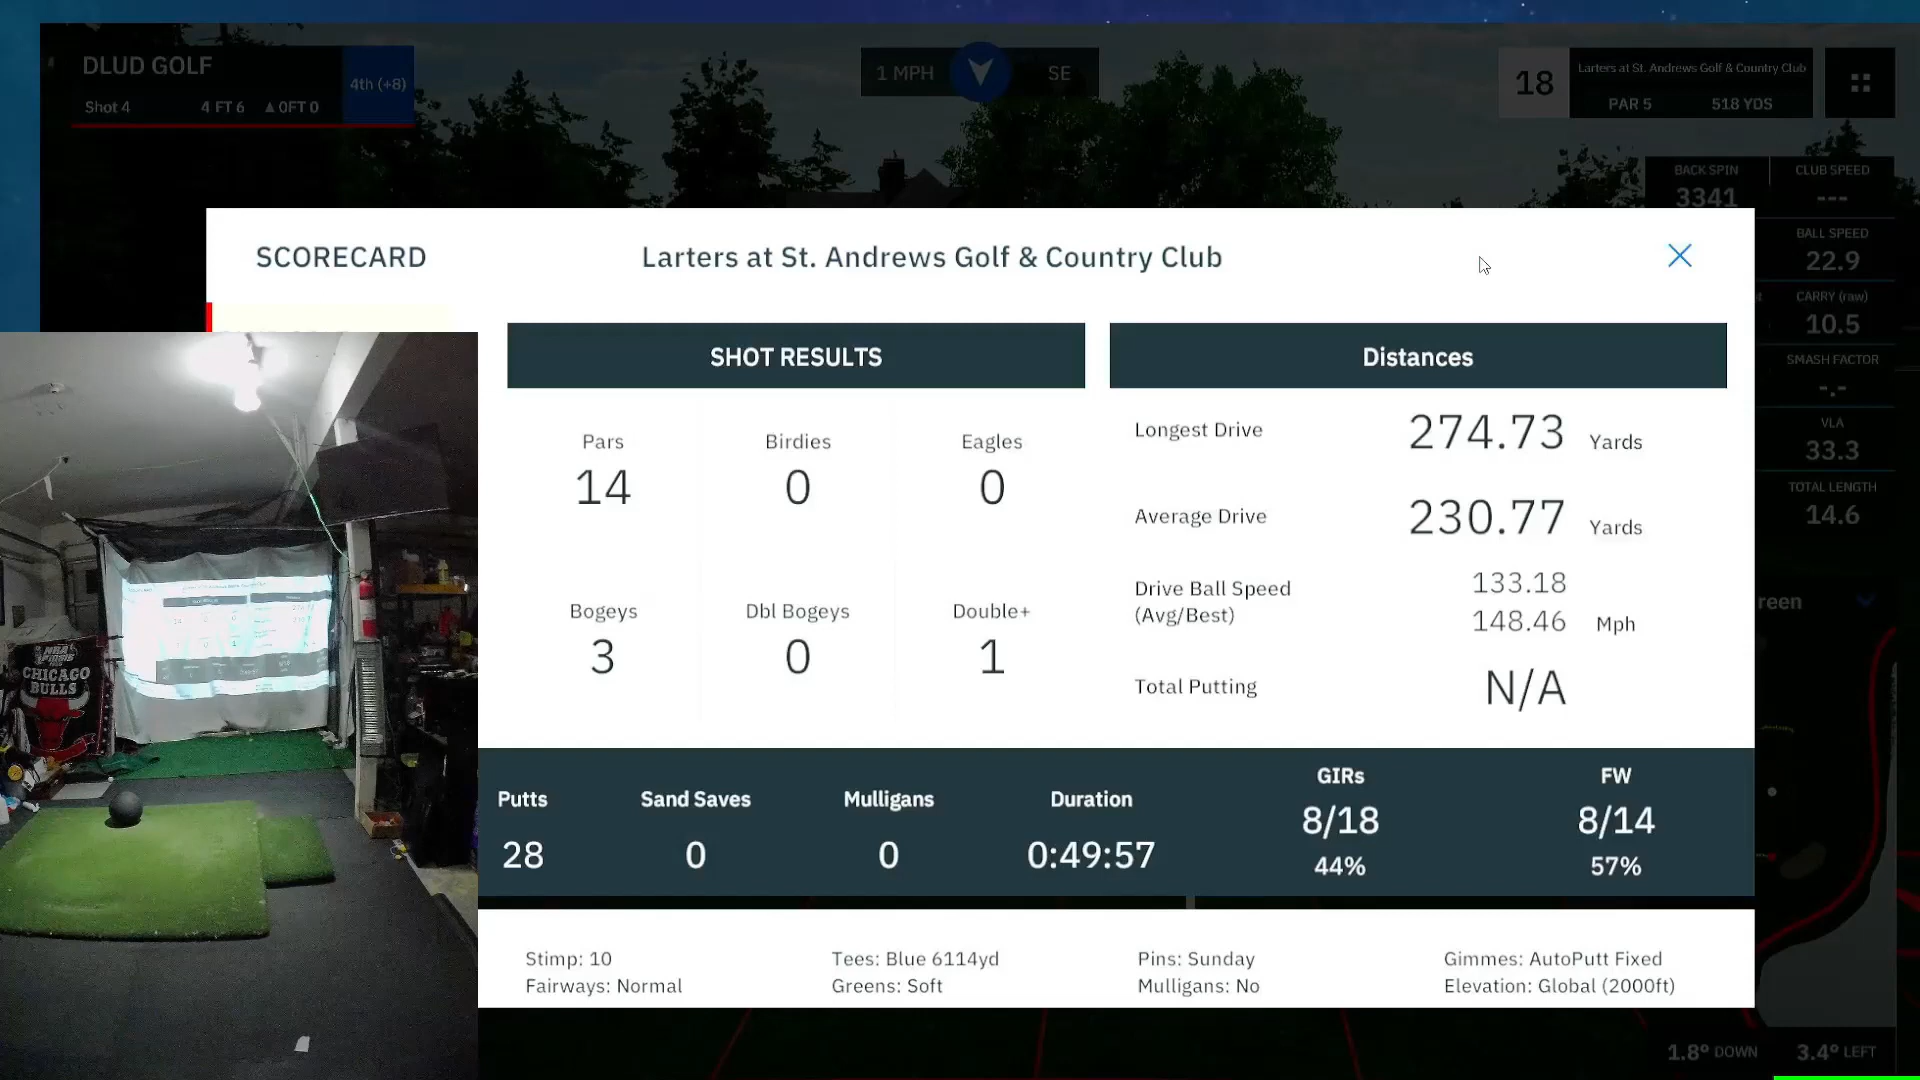 DLUD GOLF
Shot 4 4 FT 6 ▲0FT 0
4th (+8)
1 MPH SE
18
Larters at St. Andrews Golf & Country Club
PAR 5 518 YDS
BACK SPIN
3341
CLUB SPEED
---
BALL SPEED
22.9
CARRY (raw)
10.5
SMASH FACTOR
-.-
VLA
33.3
TOTAL LENGTH
14.6
SCORECARD
Larters at St. Andrews Golf & Country Club
SHOT RESULTS
Pars Birdies Eagles
14 0 0
Bogeys Dbl Bogeys Double+
3 0 1
Distances
Longest Drive 274.73 Yards
Average Drive 230.77 Yards
Drive Ball Speed
(Avg/Best)
133.18
148.46 Mph
Total Putting N/A
reen
Putts Sand Saves Mulligans Duration
28 0 0 0:49:57
GIRs
8/18
44%
FW
8/14
57%
Stimp: 10 Tees: Blue 6114yd Pins: Sunday Gimmes: AutoPutt Fixed
Fairways: Normal Greens: Soft Mulligans: No Elevation: Global (2000ft)
1.8° DOWN 3.4° LEFT
NBA
CHICAGO
BULLS